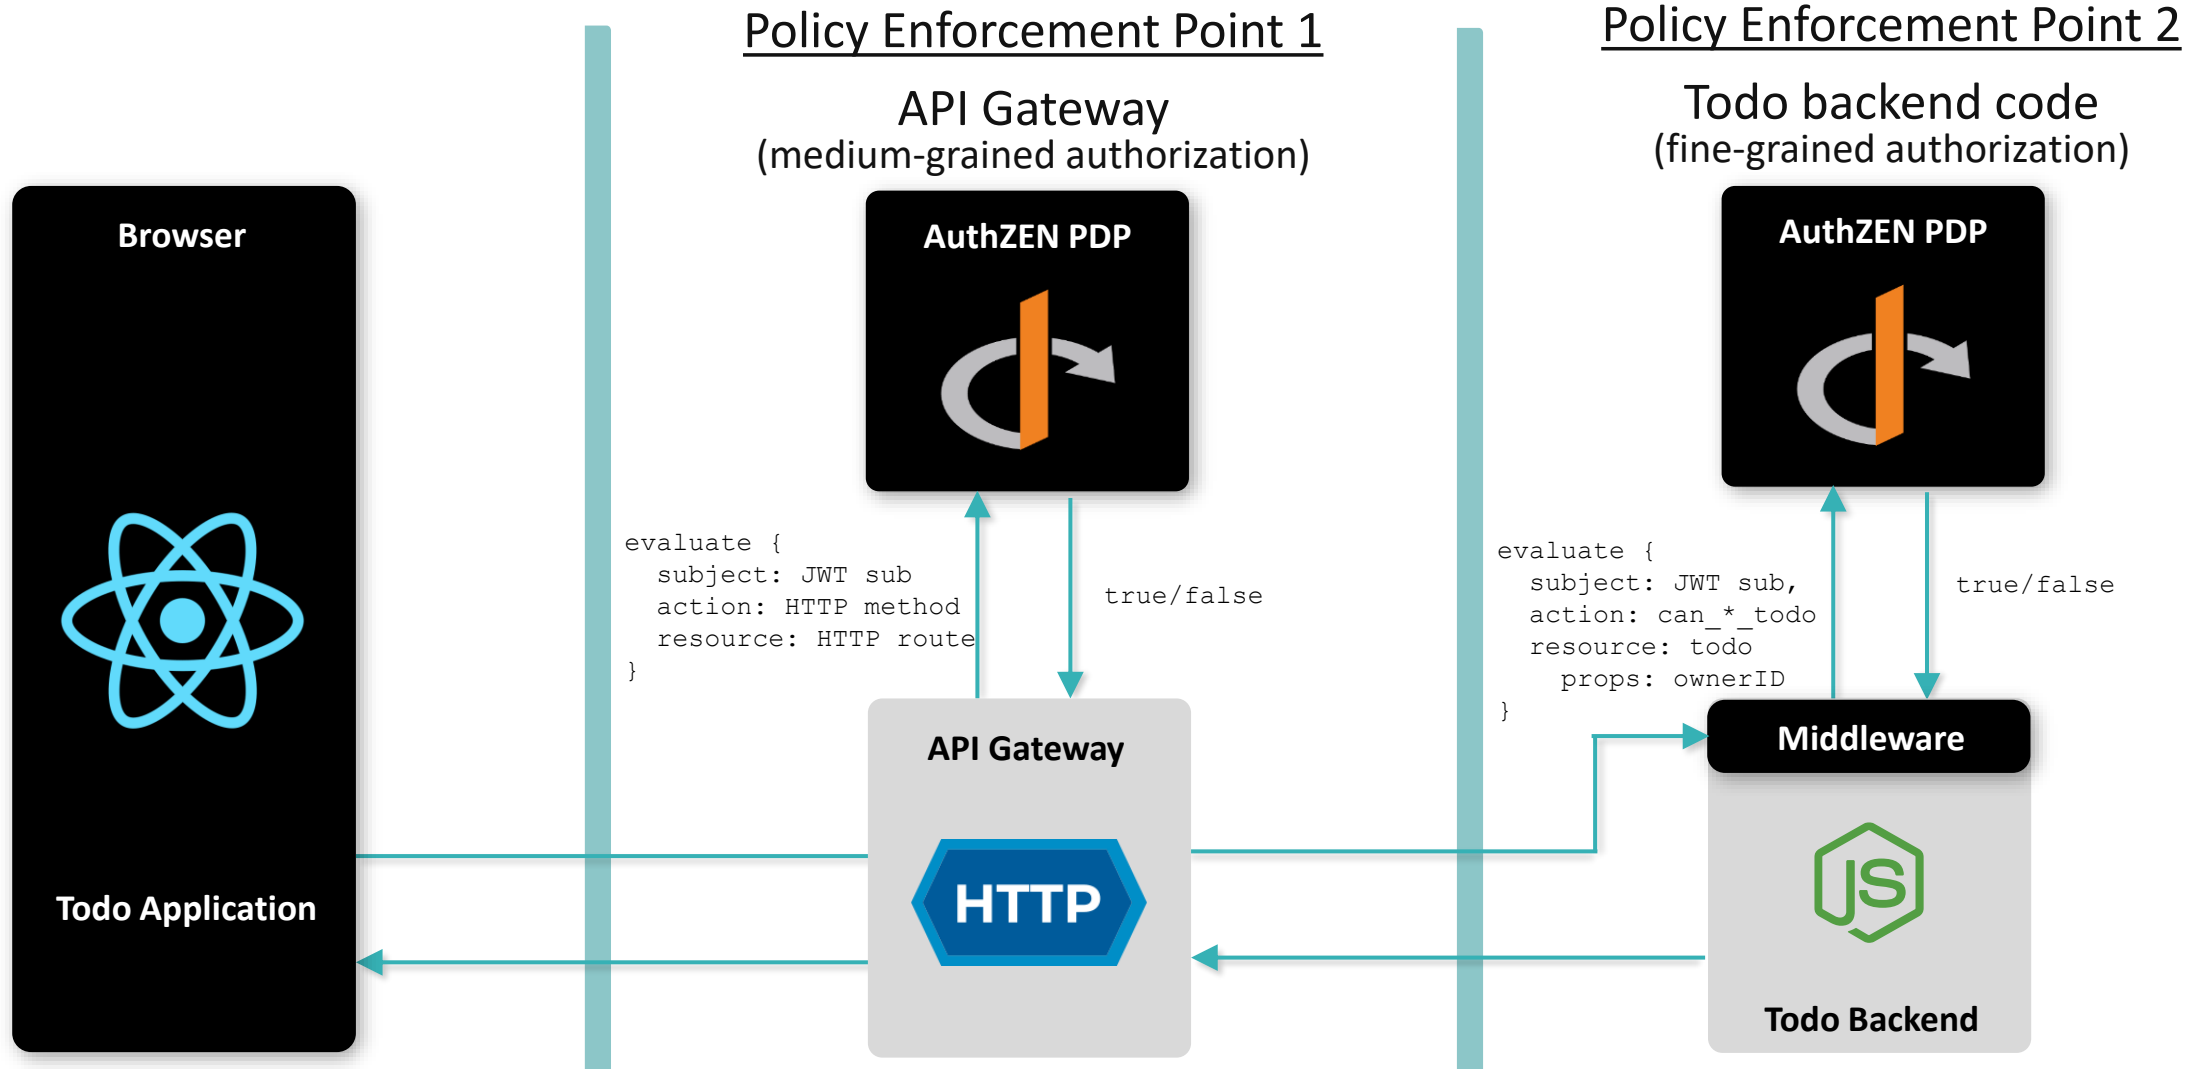 Policy Enforcement Point 1
API Gateway
(medium-grained authorization)
Policy Enforcement Point 2
Todo backend code
(fine-grained authorization)
Browser
Todo Application
AuthZEN PDP
evaluate {
subject: JWT sub
action: HTTP method
resource: HTTP route
}
true/false
API Gateway
HTTP
AuthZEN PDP
evaluate {
subject: JWT sub,
action: can_*_todo
resource: todo
props: ownerID
}
true/false
Middleware
JS
Todo Backend